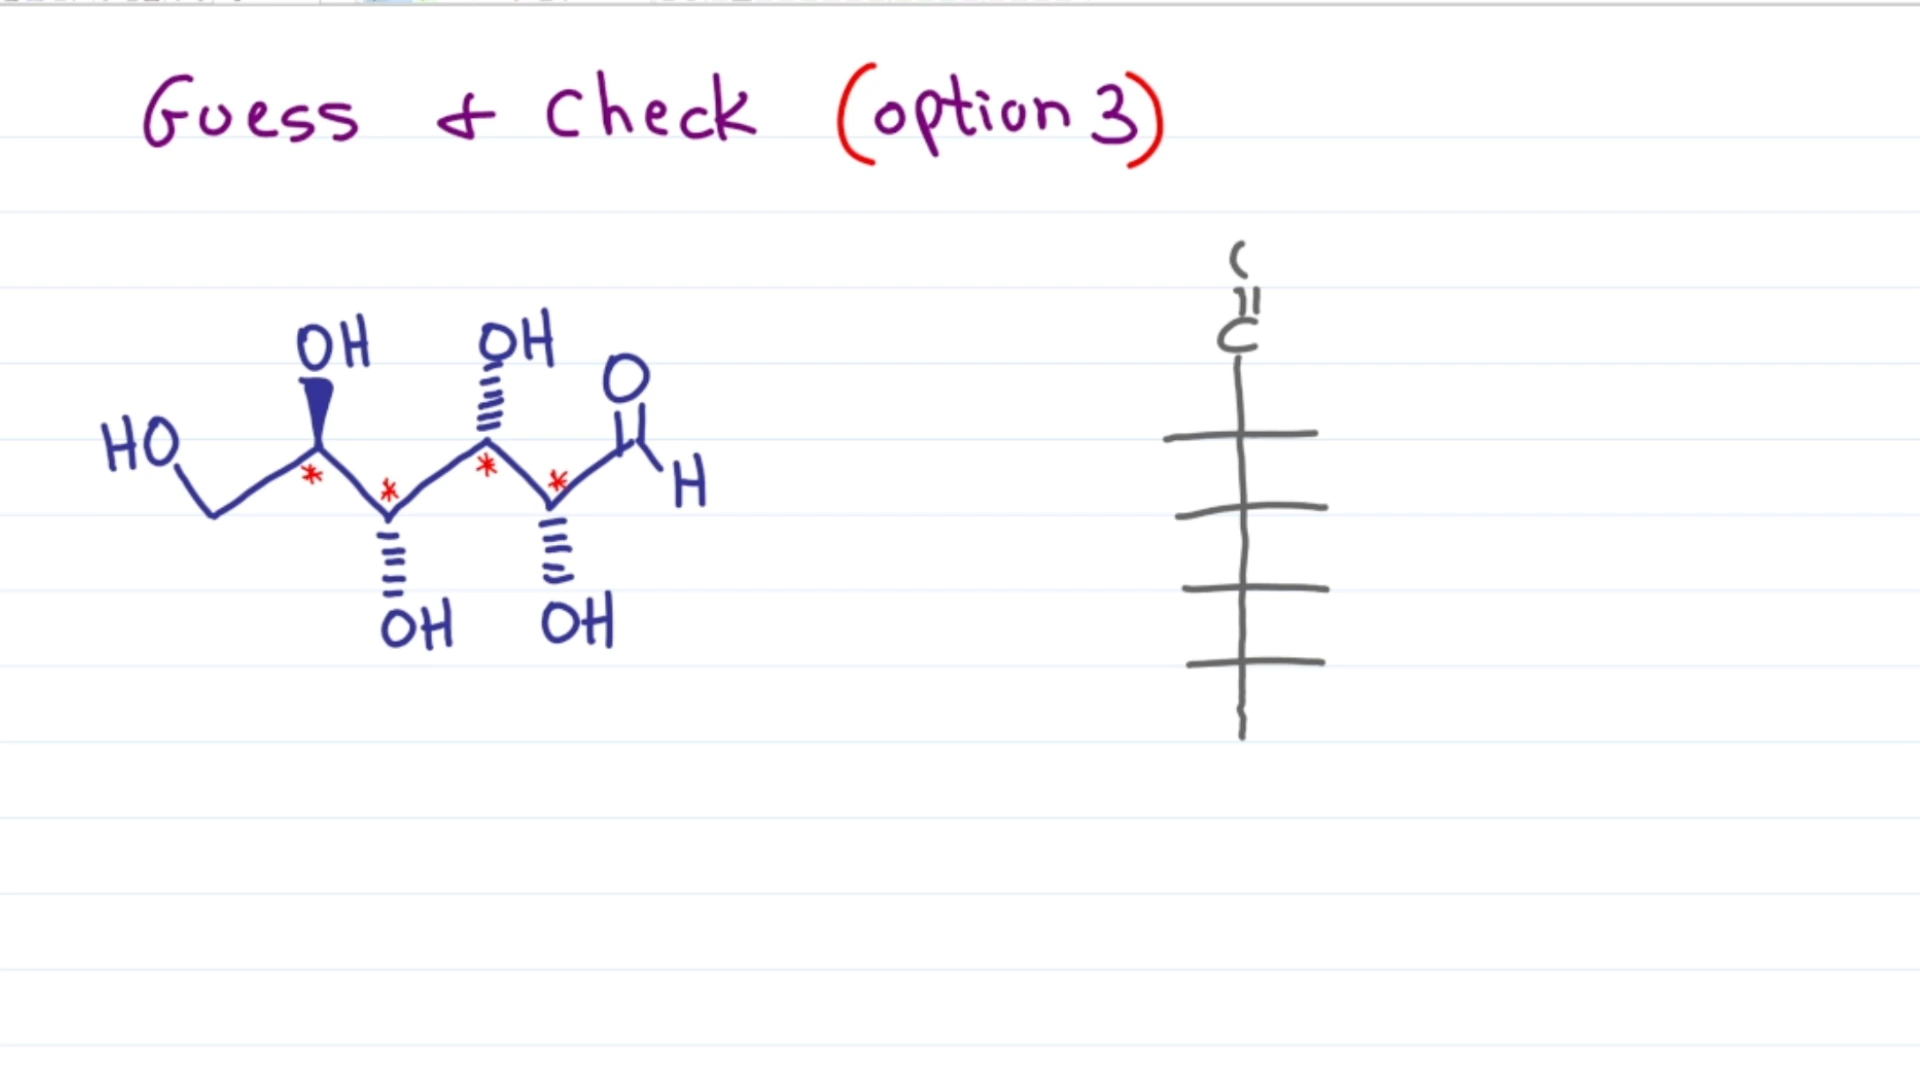 Guess + Check (option 3)
OH OH O
HO * * * * H
OH OH
C